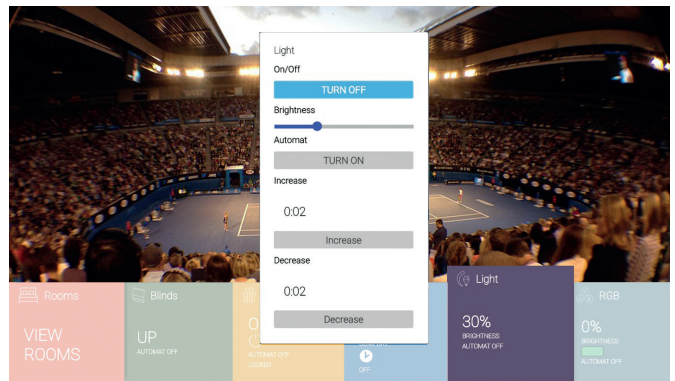 Light
On/Off
TURN OFF
Brightness
Automat
TURN ON
Increase
0:02
Increase
Decrease
0:02
Decrease
Rooms
VIEW
ROOMS
Blinds
UP
AUTOMAT OFF
AUTOMAT OFF
LOCKED
OFF
Light
30%
BRIGHTNESS
AUTOMAT OFF
RGB
0%
BRIGHTNESS
AUTOMAT OFF